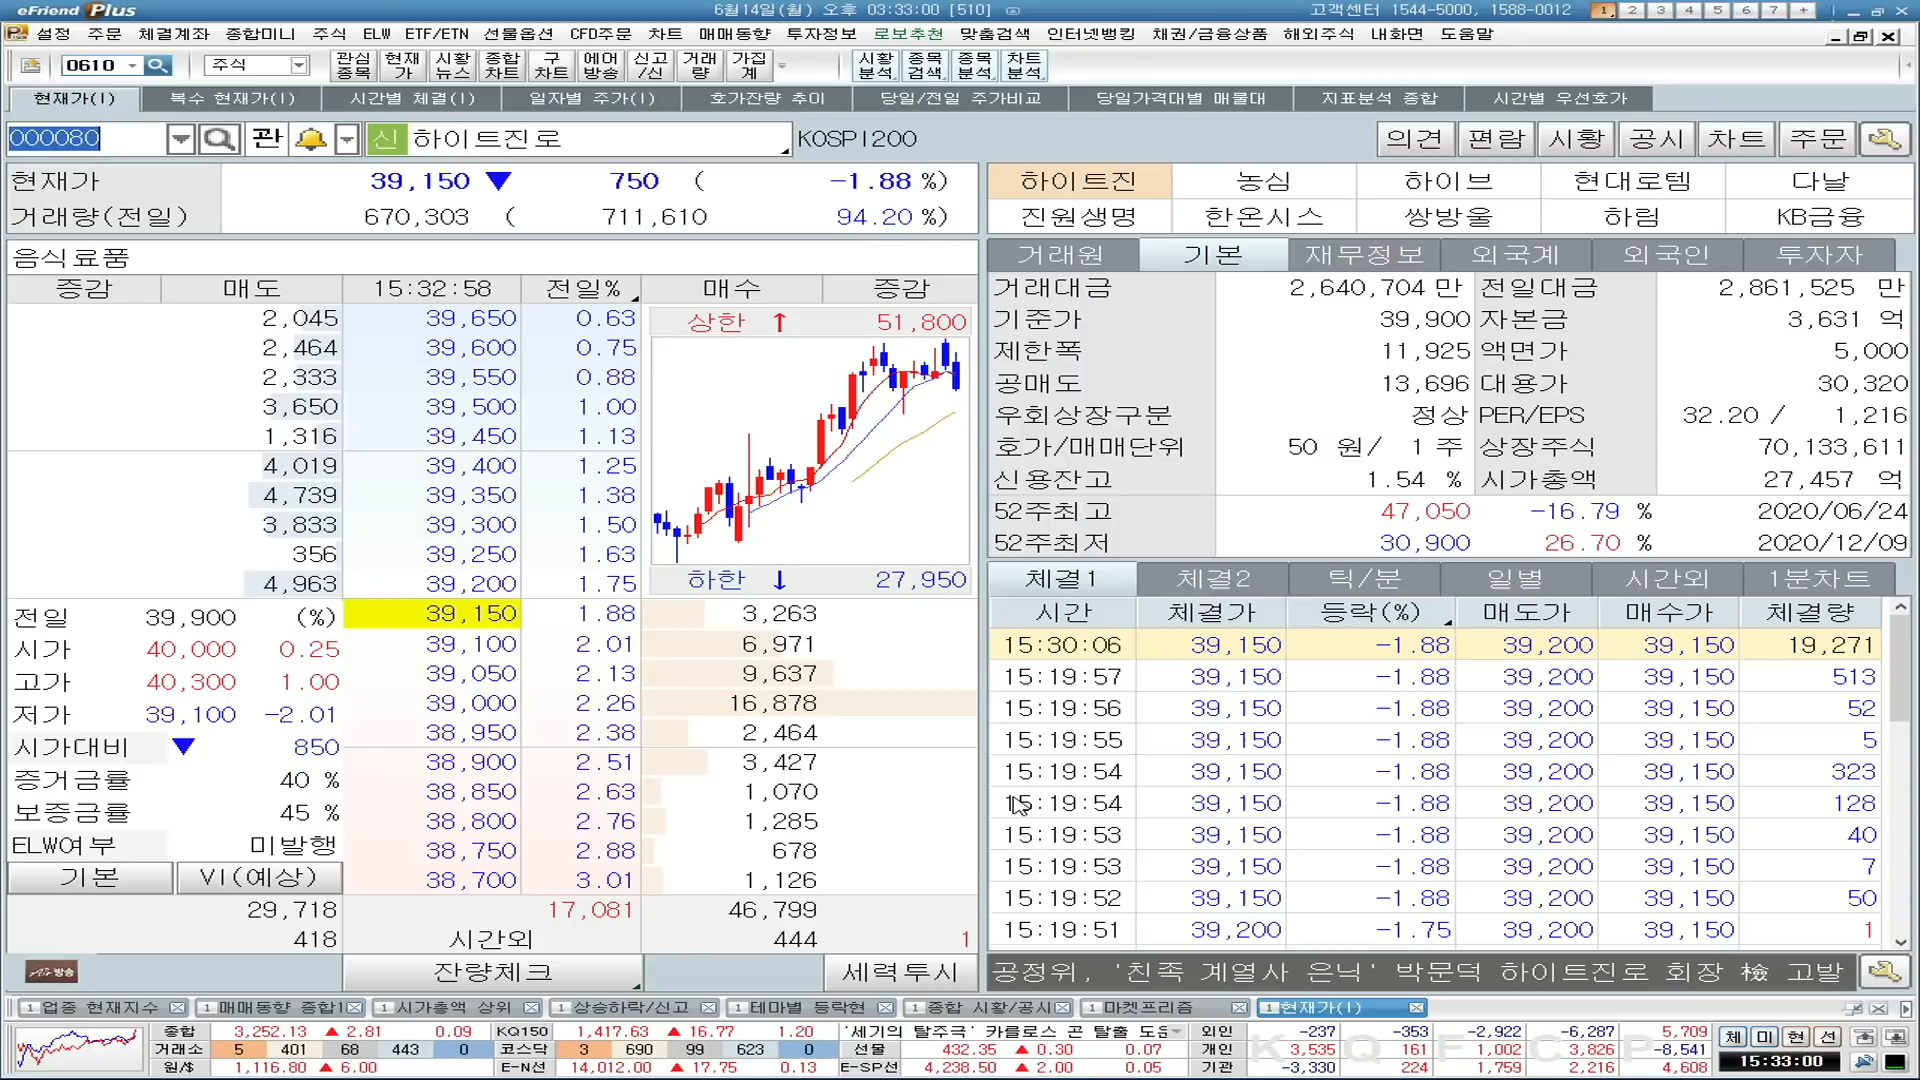 eFriend Plus 6월14일(월) 오후 03:33:00 [510] 고객센터 1544-5000, 1588-0012 1 2 3 4 5 6 7 +
설정 주문 체결계좌 종합미니 주식 ELW ETF/ETN 선물옵션 CFD주문 차트 매매동향 투자정보 로보추천 맞춤검색 인터넷뱅킹 채권/금융상품 해외주식 내화면 도움말
0610 주식 관심종목 현재가 시황뉴스 종합차트 구차트 에어방송 신고/신 거래량 가집계 시황분석 종목검색 종목분석 차트분석
현재가(1) 복수 현재가(1) 시간별 체결(1) 일자별 주가(1) 호가잔량 추이 당일/전일 주가비교 당일가격대별 매물대 지표분석 종합 시간별 우선호가
000080 관 신 하이트진로 KOSPI200 의견 편람 시황 공시 차트 주문
현재가 39,150 ▼ 750 ( -1.88 %)
거래량(전일) 670,303 ( 711,610 94.20 %)
하이트진 농심 하이브 현대로템 다날
진원생명 한온시스 쌍방울 하림 KB금융
음식료품
증감 매도 15:32:58 전일% 매수 증감
2,045 39,650 0.63
2,464 39,600 0.75
2,333 39,550 0.88
3,650 39,500 1.00
1,316 39,450 1.13
4,019 39,400 1.25
4,739 39,350 1.38
3,833 39,300 1.50
356 39,250 1.63
4,963 39,200 1.75
상한 ↑ 51,800
하한 ↓ 27,950
39,150 1.88 3,263
39,100 2.01 6,971
39,050 2.13 9,637
39,000 2.26 16,878
38,950 2.38 2,464
38,900 2.51 3,427
38,850 2.63 1,070
38,800 2.76 1,285
38,750 2.88 678
38,700 3.01 1,126
전일 39,900 (%)
시가 40,000 0.25
고가 40,300 1.00
저가 39,100 -2.01
시가대비 ▼ 850
증거금률 40 %
보증금률 45 %
ELW여부 미발행
기본 VI(예상)
29,718 17,081 46,799
418 시간외 444 1
잔량체크 세력투시
거래원 기본 재무정보 외국계 외국인 투자자
거래대금 2,640,704 만 전일대금 2,861,525 만
기준가 39,900 자본금 3,631 억
제한폭 11,925 액면가 5,000
공매도 13,696 대용가 30,320
우회상장구분 정상 PER/EPS 32.20 / 1,216
호가/매매단위 50 원/ 1 주 상장주식 70,133,611
신용잔고 1.54 % 시가총액 27,457 억
52주최고 47,050 -16.79 % 2020/06/24
52주최저 30,900 26.70 % 2020/12/09
체결1 체결2 틱/분 일별 시간외 1분차트
시간 체결가 등락(%) 매도가 매수가 체결량
15:30:06 39,150 -1.88 39,200 39,150 19,271
15:19:57 39,150 -1.88 39,200 39,150 513
15:19:56 39,150 -1.88 39,200 39,150 52
15:19:55 39,150 -1.88 39,200 39,150 5
15:19:54 39,150 -1.88 39,200 39,150 323
15:19:54 39,150 -1.88 39,200 39,150 128
15:19:53 39,150 -1.88 39,200 39,150 40
15:19:53 39,150 -1.88 39,200 39,150 7
15:19:52 39,150 -1.88 39,200 39,150 50
15:19:51 39,200 -1.75 39,200 39,150 1
공정위, '친족 계열사 은닉' 박문덕 하이트진로 회장 檢 고발
1 업종 현재지수 1 매매동향 종합1 1 시가총액 상위 1 상승하락/신고 1 테마별 등락현 1 종합 시황/공시 1 마켓프리즘 1 현재가(1)
종합 3,252.13 ▲ 2.81 0.09 KQ150 1,417.63 ▲ 16.77 1.20 '세기의 탈주극' 카를로스 곤 탈출 도운 외인 -237 -353 -2,922 -6,287 5,709
거래소 5 401 68 443 0 코스닥 3 690 99 623 0 선물 432.35 ▲ 0.30 0.07 개인 3,535 161 1,002 3,826 -8,541
원/$ 1,116.80 ▲ 6.00 E-N선 14,012.00 ▲ 17.75 0.13 E-SP선 4,238.50 ▲ 2.00 0.05 기관 -3,330 224 1,759 2,216 4,608
체 미 현 선
15:33:00